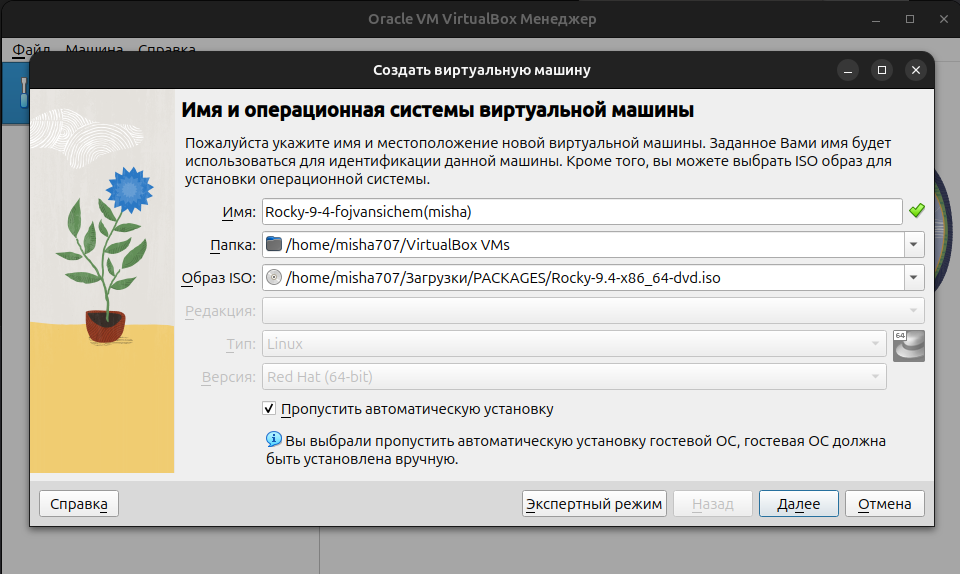 Oracle VM VirtualBox Менеджер
Файл Машина Справка
Создать виртуальную машину
Имя и операционная системы виртуальной машины
Пожалуйста укажите имя и местоположение новой виртуальной машины. Заданное Вами имя будет
использоваться для идентификации данной машины. Кроме того, вы можете выбрать ISO образ для
установки операционной системы.
Имя: Rocky-9-4-fojvansichem(misha)
Папка: /home/misha707/VirtualBox VMs
Образ ISO: /home/misha707/Загрузки/PACKAGES/Rocky-9.4-x86_64-dvd.iso
Редакция:
Тип: Linux 64
Версия: Red Hat (64-bit)
Пропустить автоматическую установку
Вы выбрали пропустить автоматическую установку гостевой ОС, гостевая ОС должна
быть установлена вручную.
Справка Экспертный режим Назад Далее Отмена